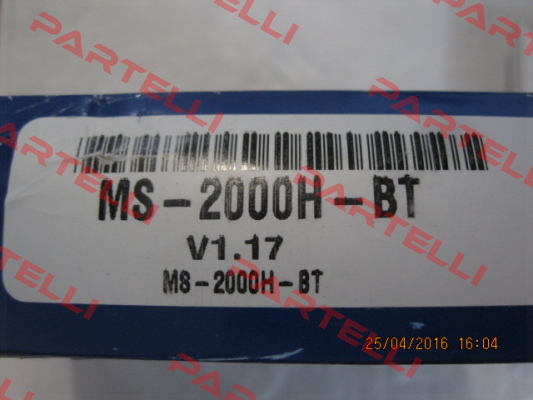 PARTELLI
PARTELLI
PARTELLI
PARTELLI
MS-2000H-BT
V1.17
MS-2000H-BT
PARTELLI
25/04/2016 16:04